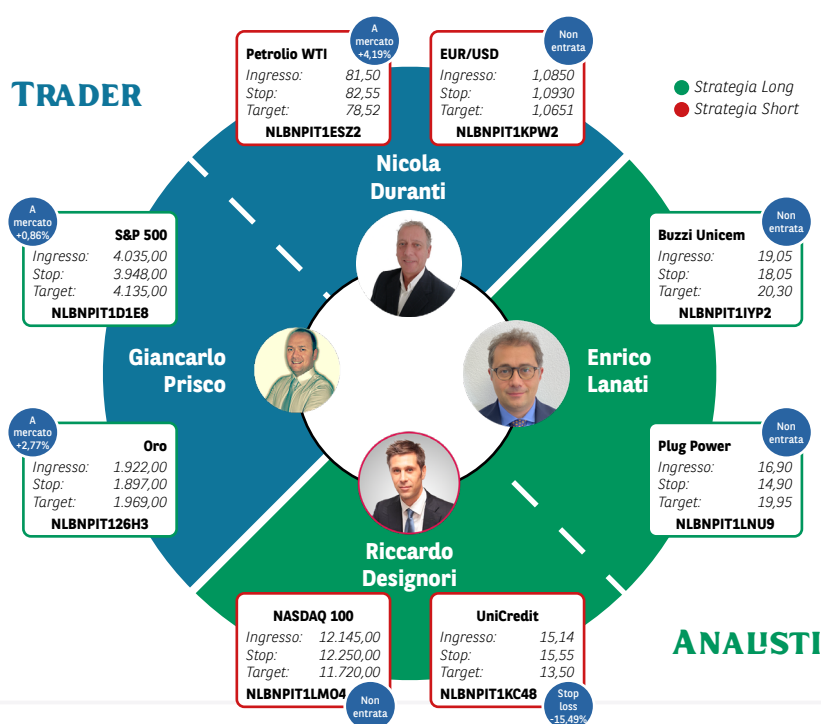 TRADER
A
mercato
+4,19%
Petrolio WTI
Ingresso: 81,50
Stop: 82,55
Target: 78,52
NLBNPIT1ESZ2
Non
entrata
EUR/USD
Ingresso: 1,0850
Stop: 1,0930
Target: 1,0651
NLBNPIT1KPW2
Strategia Long
Strategia Short
Nicola
Duranti
A
mercato
+0,86%
S&P 500
Ingresso: 4.035,00
Stop: 3.948,00
Target: 4.135,00
NLBNPIT1D1E8
Non
entrata
Buzzi Unicem
Ingresso: 19,05
Stop: 18,05
Target: 20,30
NLBNPIT1IYP2
Giancarlo
Prisco
Enrico
Lanati
A
mercato
+2,77%
Oro
Ingresso: 1.922,00
Stop: 1.897,00
Target: 1.969,00
NLBNPIT126H3
Non
entrata
Plug Power
Ingresso: 16,90
Stop: 14,90
Target: 19,95
NLBNPIT1LNU9
Riccardo
Designori
NASDAQ 100
Ingresso: 12.145,00
Stop: 12.250,00
Target: 11.720,00
NLBNPIT1LMO4
Non
entrata
UniCredit
Ingresso: 15,14
Stop: 15,55
Target: 13,50
NLBNPIT1KC48
Stop
loss
-15,49%
ANALISTI